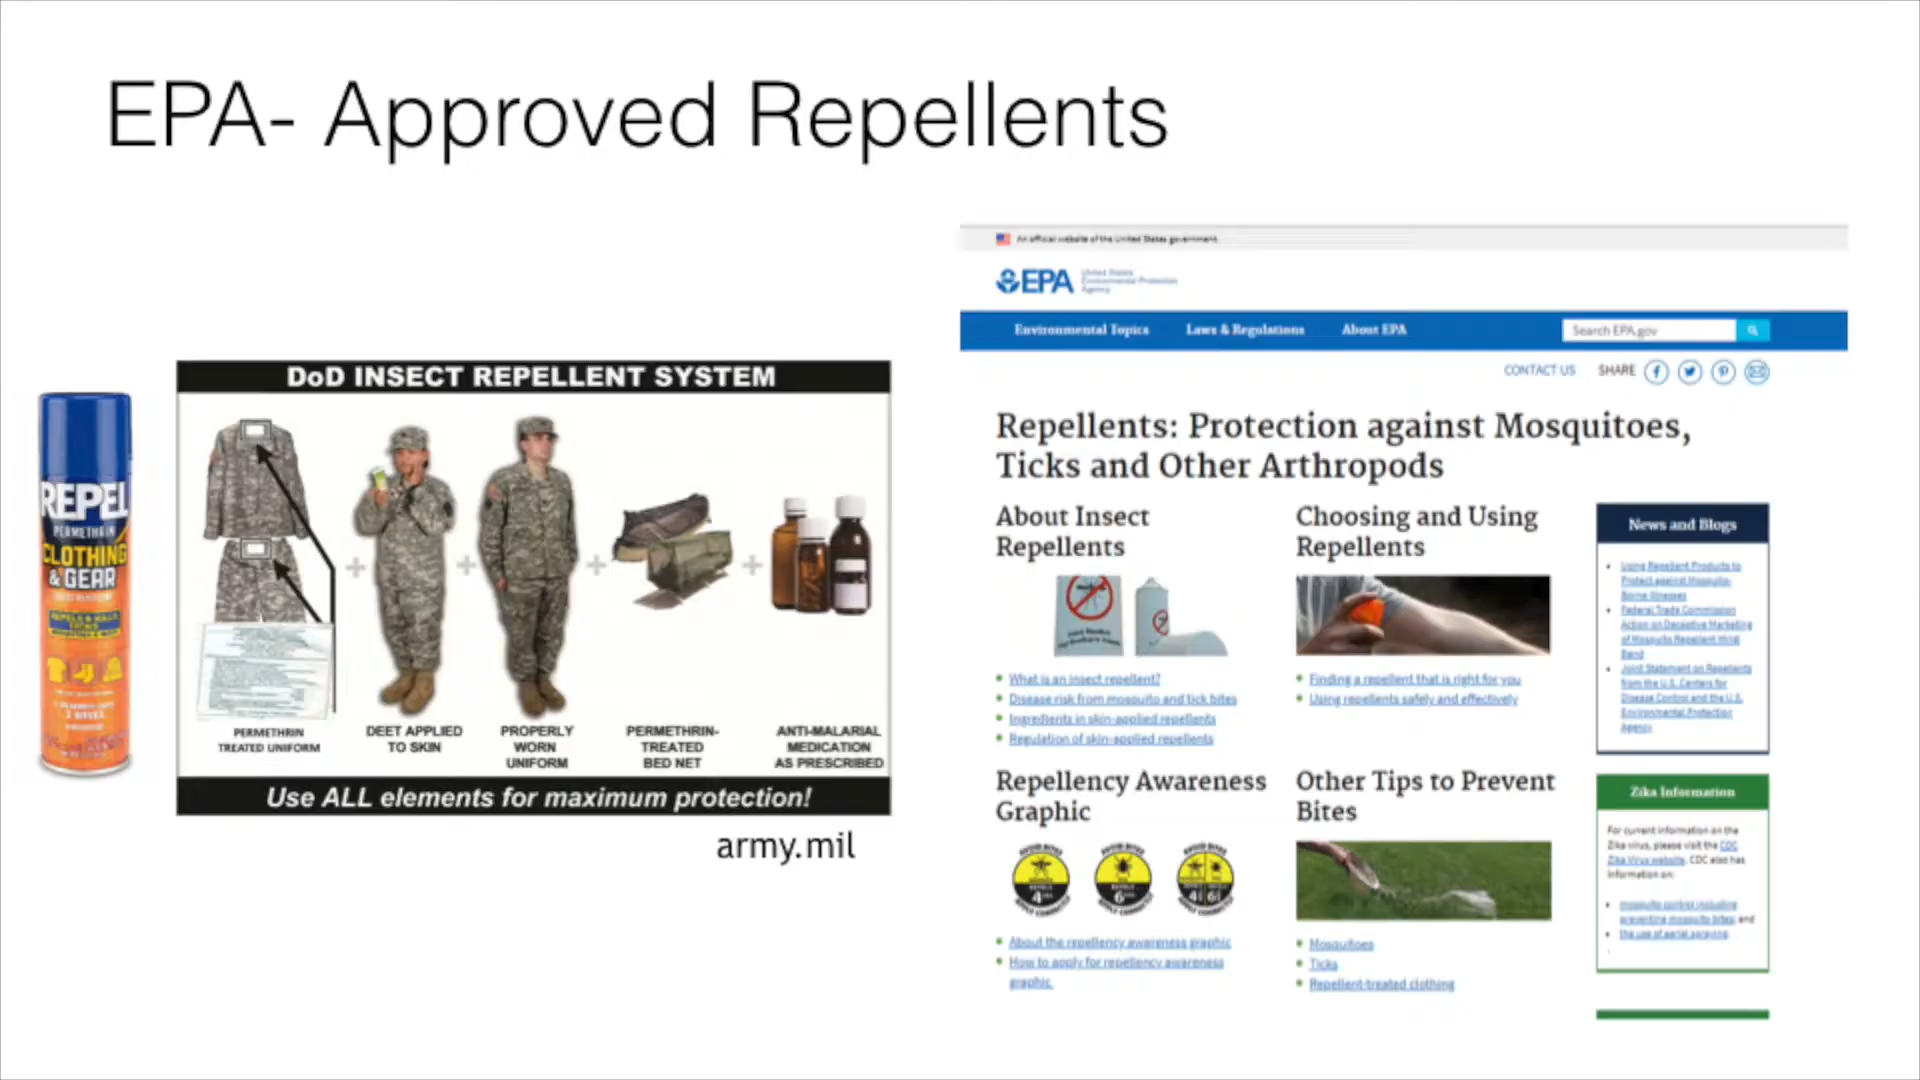 EPA- Approved Repellents
REPEL
PERMETHRIN
CLOTHING
& GEAR
DoD INSECT REPELLENT SYSTEM
PERMETHRIN
TREATED UNIFORM
DEET APPLIED
TO SKIN
PROPERLY
WORN
UNIFORM
PERMETHRIN-
TREATED
BED NET
ANTI-MALARIAL
MEDICATION
AS PRESCRIBED
Use ALL elements for maximum protection!
army.mil
An official website of the United States government.
EPA
United States
Environmental Protection
Agency
Environmental Topics
Laws & Regulations
About EPA
Search EPA.gov
CONTACT US
SHARE
Repellents: Protection against Mosquitoes,
Ticks and Other Arthropods
About Insect
Repellents
What is an insect repellent?
Disease risk from mosquito and tick bites
Ingredients in skin-applied repellents
Regulation of skin-applied repellents
Choosing and Using
Repellents
Finding a repellent that is right for you
Using repellents safely and effectively
Repellency Awareness
Graphic
About the repellency awareness graphic
How to apply for repellency awareness
graphic.
Other Tips to Prevent
Bites
Mosquitoes
Ticks
Repellent-treated clothing
News and Blogs
Using Repellent Products to
Protect against Mosquito-
Borne Illnesses
Federal Trade Commission
Action on Deceptive Marketing
of Mosquito Repellent Wrist
Band
Joint Statement on Repellents
from the U.S. Centers for
Disease Control and the U.S.
Environmental Protection
Agency
Zika Information
For current information on the
Zika virus, please visit the CDC
Zika Virus website. CDC also has
information on:
mosquito control including
preventing mosquito bites; and
the use of aerial spraying